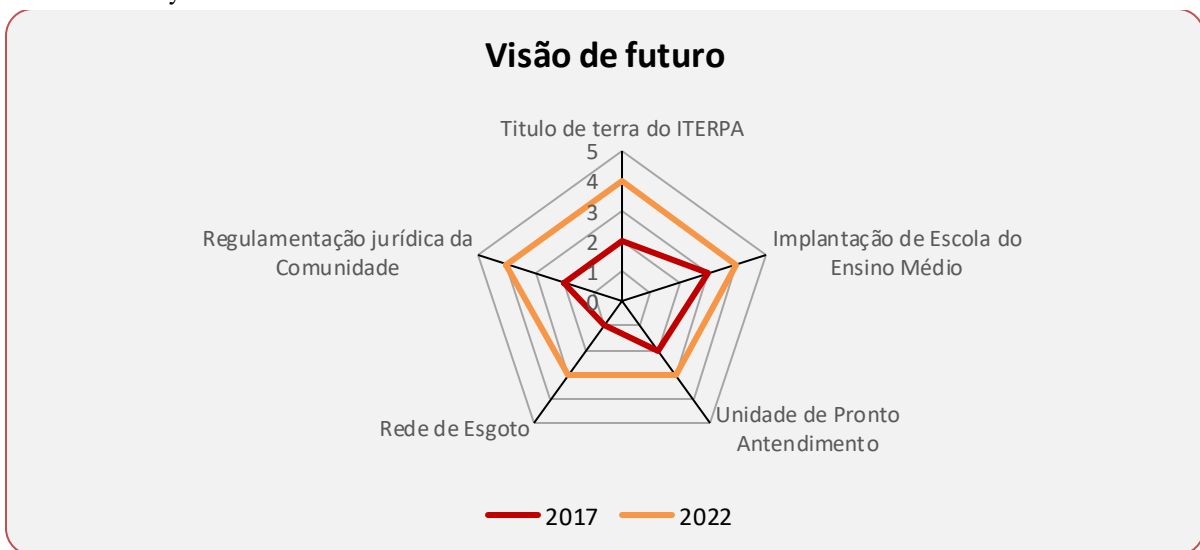 Visão de futuro
Titulo de terra do ITERPA
5
4
3
2
1
0
Implantação de Escola do
Ensino Médio
Unidade de Pronto
Antendimento
Rede de Esgoto
Regulamentação jurídica da
Comunidade
2017
2022